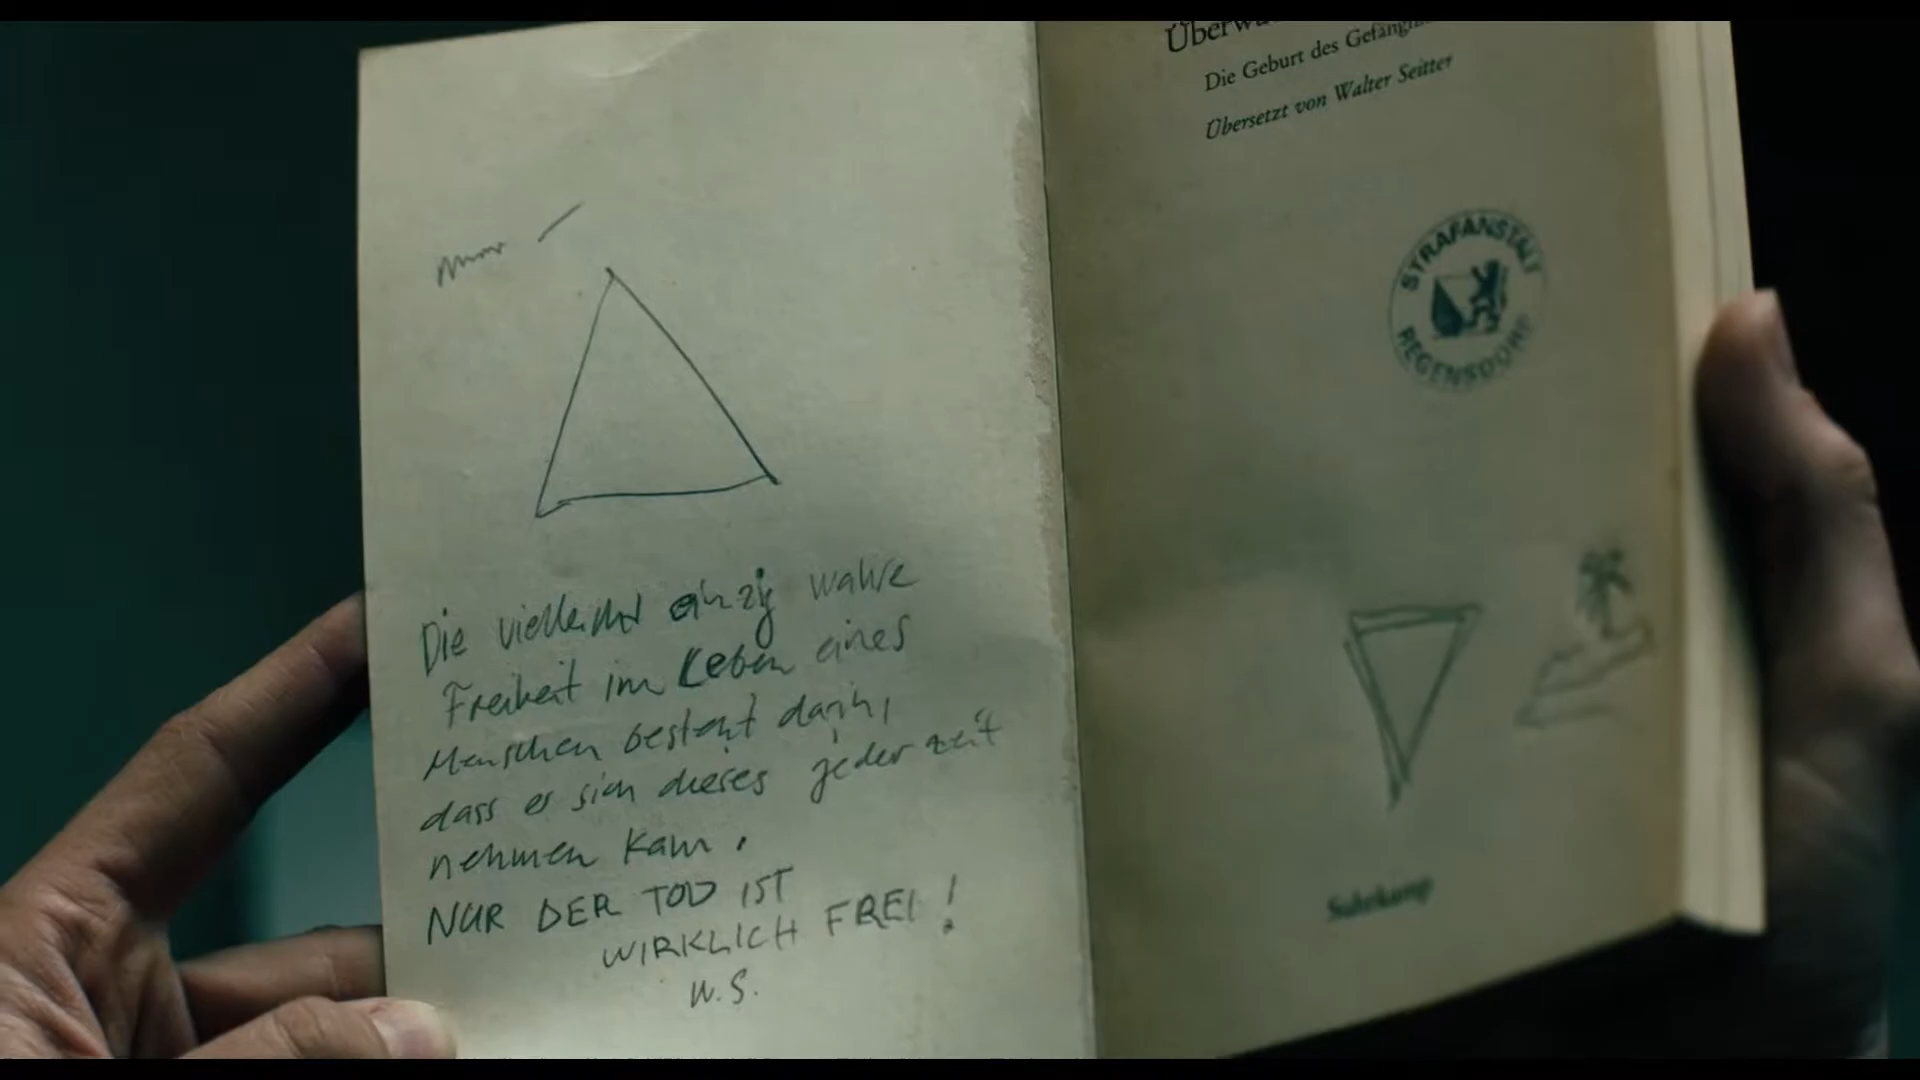 Die vielleicht einzig wahre
Freiheit im Leben eines
Menschen besteht darin,
dass er sich dieses jederzeit
nehmen kann.
NUR DER TOD IST
WIRKLICH FREI!
W.S.
Die Geburt des
Übersetzt von Walter Seitter
STRAFANSTALT
REGENSDORF
Suhrkamp